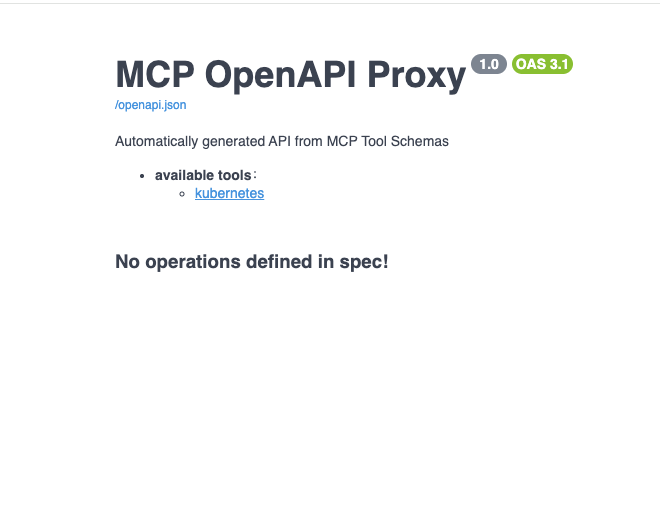 MCP OpenAPI Proxy 1.0 OAS 3.1
/openapi.json
Automatically generated API from MCP Tool Schemas
• available tools：
◦ kubernetes
No operations defined in spec!